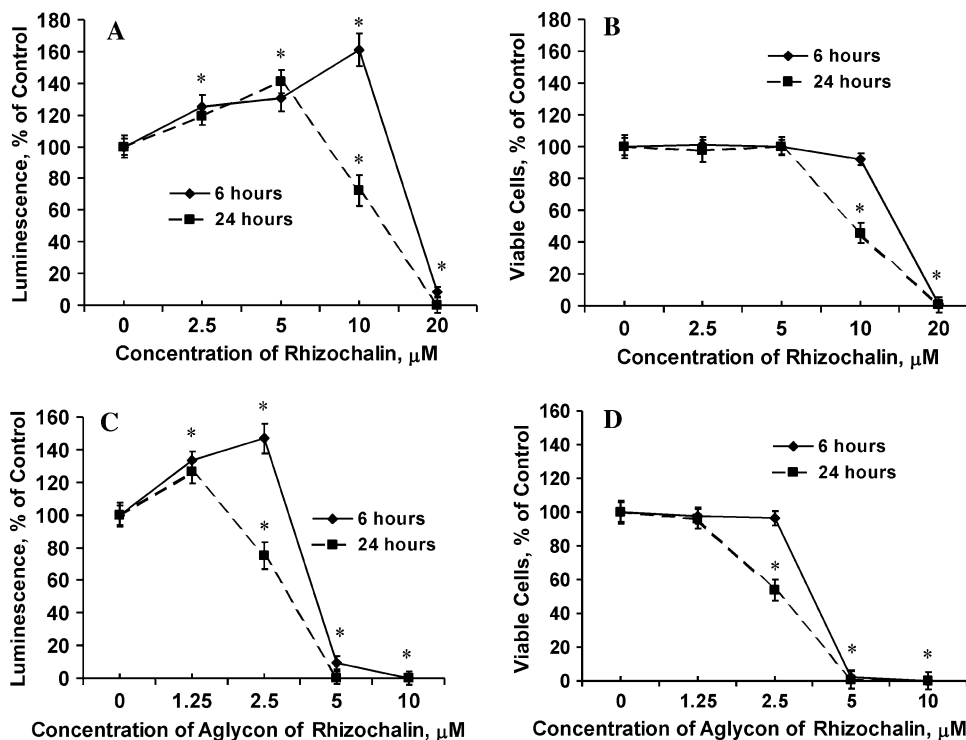 A
Luminescence, % of Control
180
160
140
120
100
80
60
40
20
0
*
*
*
*
*
6 hours
24 hours
0 2.5 5 10 20
Concentration of Rhizochalin, μM
B
Viable Cells, % of Control
180
160
140
120
100
80
60
40
20
0
6 hours
24 hours
*
*
0 2.5 5 10 20
Concentration of Rhizochalin, μM
C
Luminescence, % of Control
160
140
120
100
80
60
40
20
0
*
*
*
*
*
6 hours
24 hours
0 1.25 2.5 5 10
Concentration of Aglycon of Rhizochalin, μM
D
Viable Cells, % of Control
160
140
120
100
80
60
40
20
0
6 hours
24 hours
*
*
*
0 1.25 2.5 5 10
Concentration of Aglycon of Rhizochalin, μM